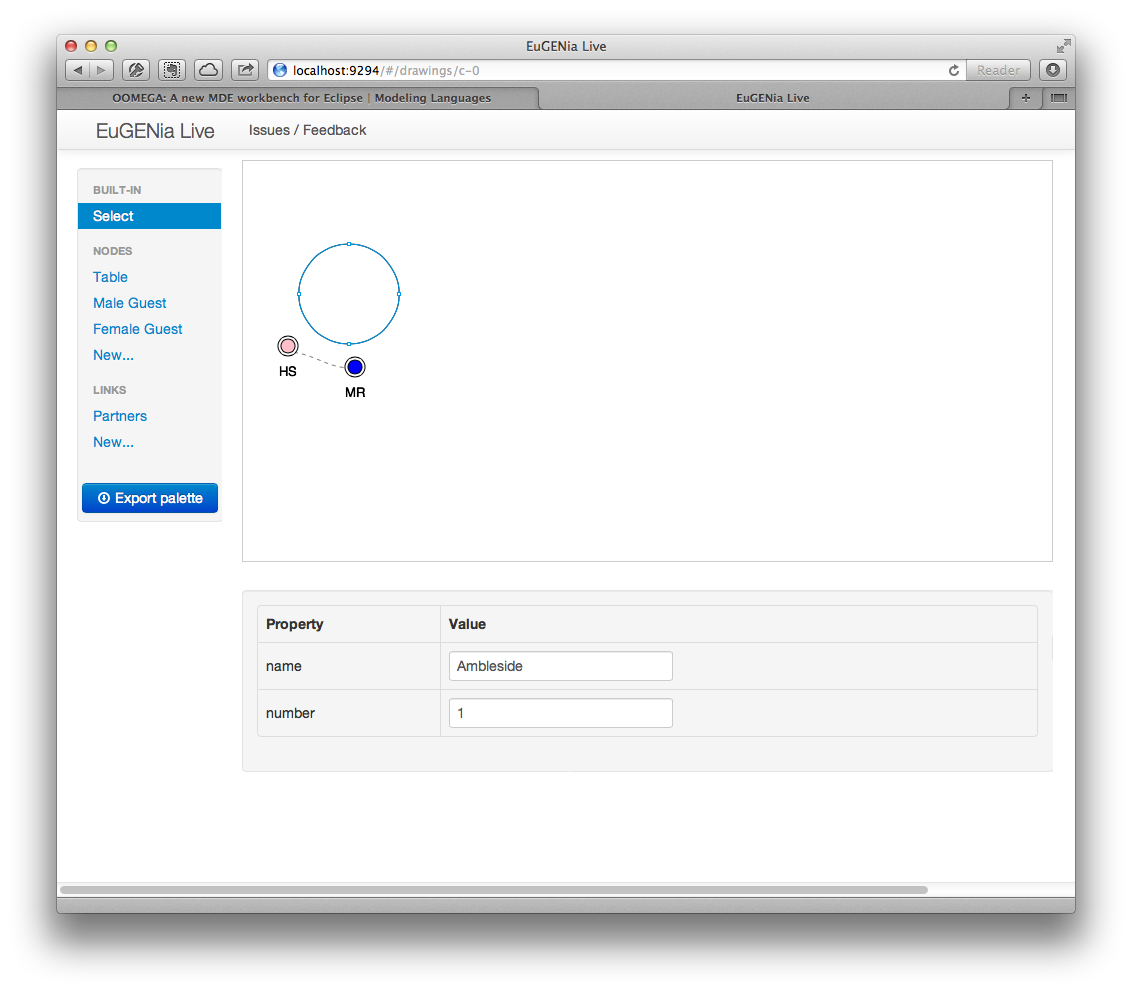 EuGENia Live
localhost:9294/#/drawings/c-0
Reader
OOMEGA: A new MDE workbench for Eclipse | Modeling Languages
EuGENia Live
+
EuGENia Live
Issues / Feedback
BUILT-IN
Select
NODES
Table
Male Guest
Female Guest
New...
LINKS
Partners
New...
Export palette
HS
MR
Property
Value
name
Ambleside
number
1